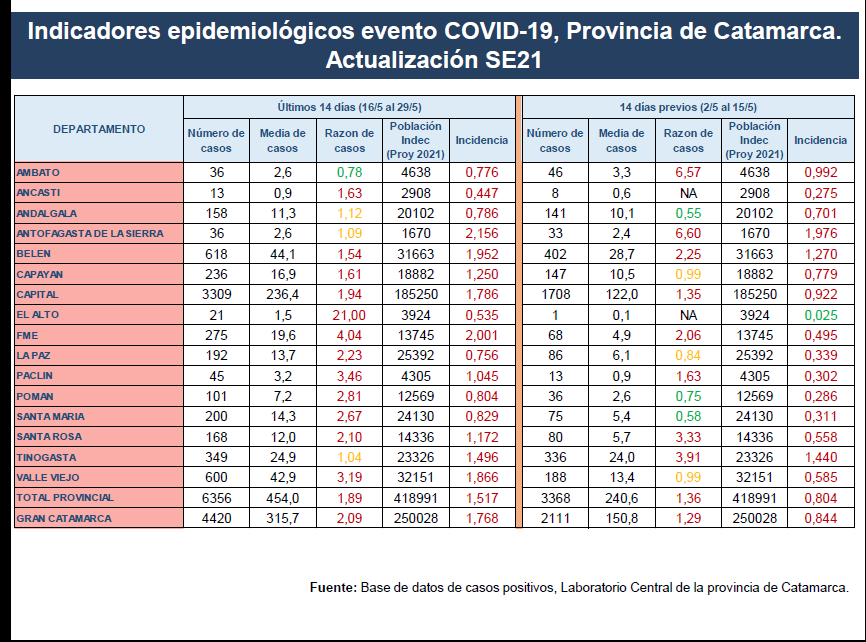 Indicadores epidemiológicos evento COVID-19, Provincia de Catamarca.
Actualización SE21
DEPARTAMENTO Últimos 14 días (16/5 al 29/5) 14 días previos (2/5 al 15/5)
Número de casos Media de casos Razon de casos Población Indec (Proy 2021) Incidencia Número de casos Media de casos Razon de casos Población Indec (Proy 2021) Incidencia
AMBATO 36 2,6 0,78 4638 0,776 46 3,3 6,57 4638 0,992
ANCASTI 13 0,9 1,63 2908 0,447 8 0,6 NA 2908 0,275
ANDALGALA 158 11,3 1,12 20102 0,786 141 10,1 0,55 20102 0,701
ANTOFAGASTA DE LA SIERRA 36 2,6 1,09 1670 2,156 33 2,4 6,60 1670 1,976
BELEN 618 44,1 1,54 31663 1,952 402 28,7 2,25 31663 1,270
CAPAYAN 236 16,9 1,61 18882 1,250 147 10,5 0,99 18882 0,779
CAPITAL 3309 236,4 1,94 185250 1,786 1708 122,0 1,35 185250 0,922
EL ALTO 21 1,5 21,00 3924 0,535 1 0,1 NA 3924 0,025
FME 275 19,6 4,04 13745 2,001 68 4,9 2,06 13745 0,495
LA PAZ 192 13,7 2,23 25392 0,756 86 6,1 0,84 25392 0,339
PACLIN 45 3,2 3,46 4305 1,045 13 0,9 1,63 4305 0,302
POMAN 101 7,2 2,81 12569 0,804 36 2,6 0,75 12569 0,286
SANTA MARIA 200 14,3 2,67 24130 0,829 75 5,4 0,58 24130 0,311
SANTA ROSA 168 12,0 2,10 14336 1,172 80 5,7 3,33 14336 0,558
TINOGASTA 349 24,9 1,04 23326 1,496 336 24,0 3,91 23326 1,440
VALLE VIEJO 600 42,9 3,19 32151 1,866 188 13,4 0,99 32151 0,585
TOTAL PROVINCIAL 6356 454,0 1,89 418991 1,517 3368 240,6 1,36 418991 0,804
GRAN CATAMARCA 4420 315,7 2,09 250028 1,768 2111 150,8 1,29 250028 0,844
Fuente: Base de datos de casos positivos, Laboratorio Central de la provincia de Catamarca.